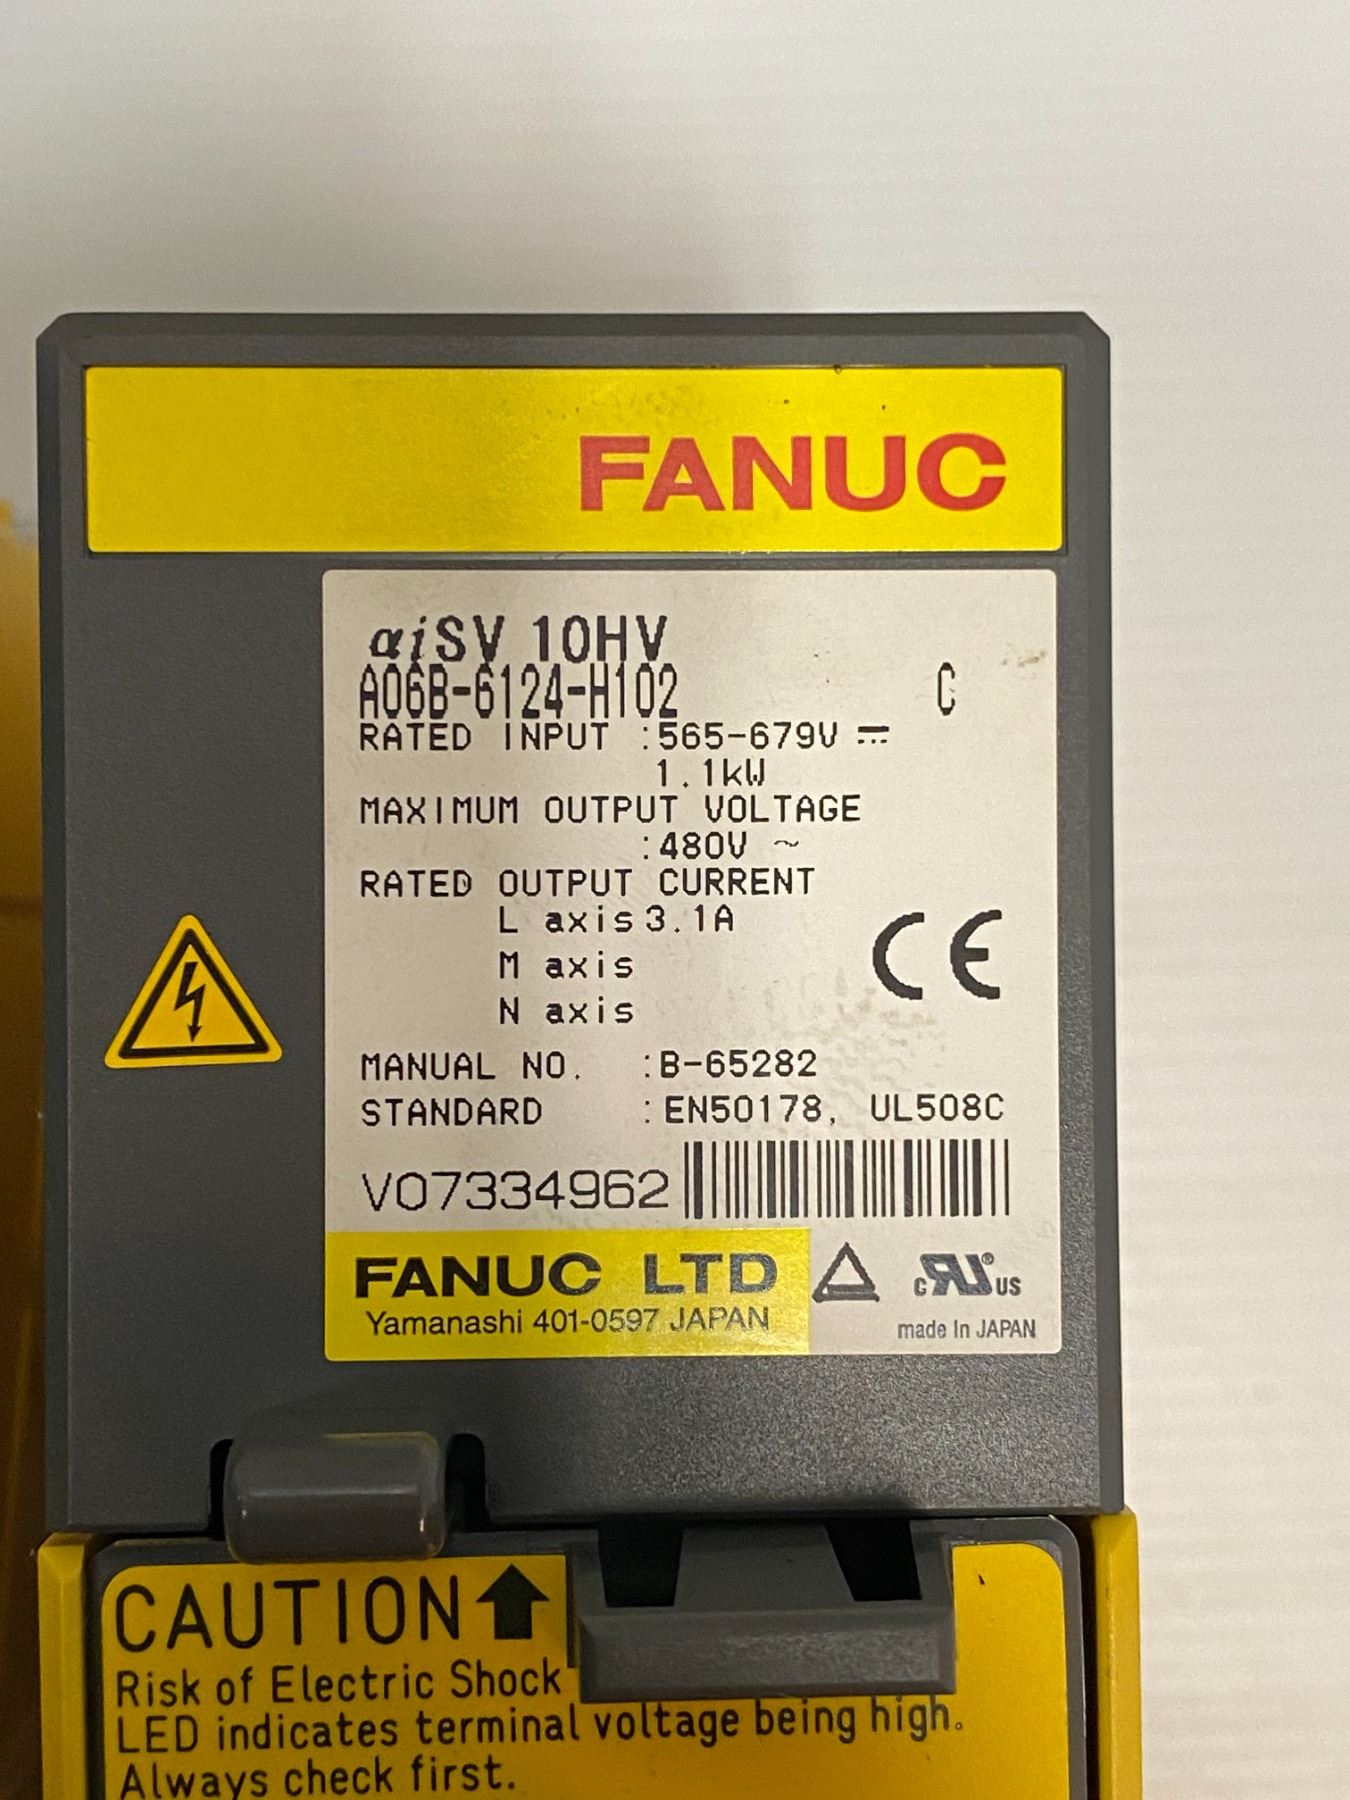 FANUC
αiSV 10HV
A06B-6124-H102 C
RATED INPUT :565-679V ⎓
1.1kW
MAXIMUM OUTPUT VOLTAGE
:480V ~
RATED OUTPUT CURRENT
L axis 3.1A
M axis
N axis
CE
MANUAL NO. :B-65282
STANDARD :EN50178, UL508C
V07334962
FANUC LTD
Yamanashi 401-0597 JAPAN
c RU ® US
made In JAPAN
CAUTION
Risk of Electric Shock
LED indicates terminal voltage being high.
Always check first.